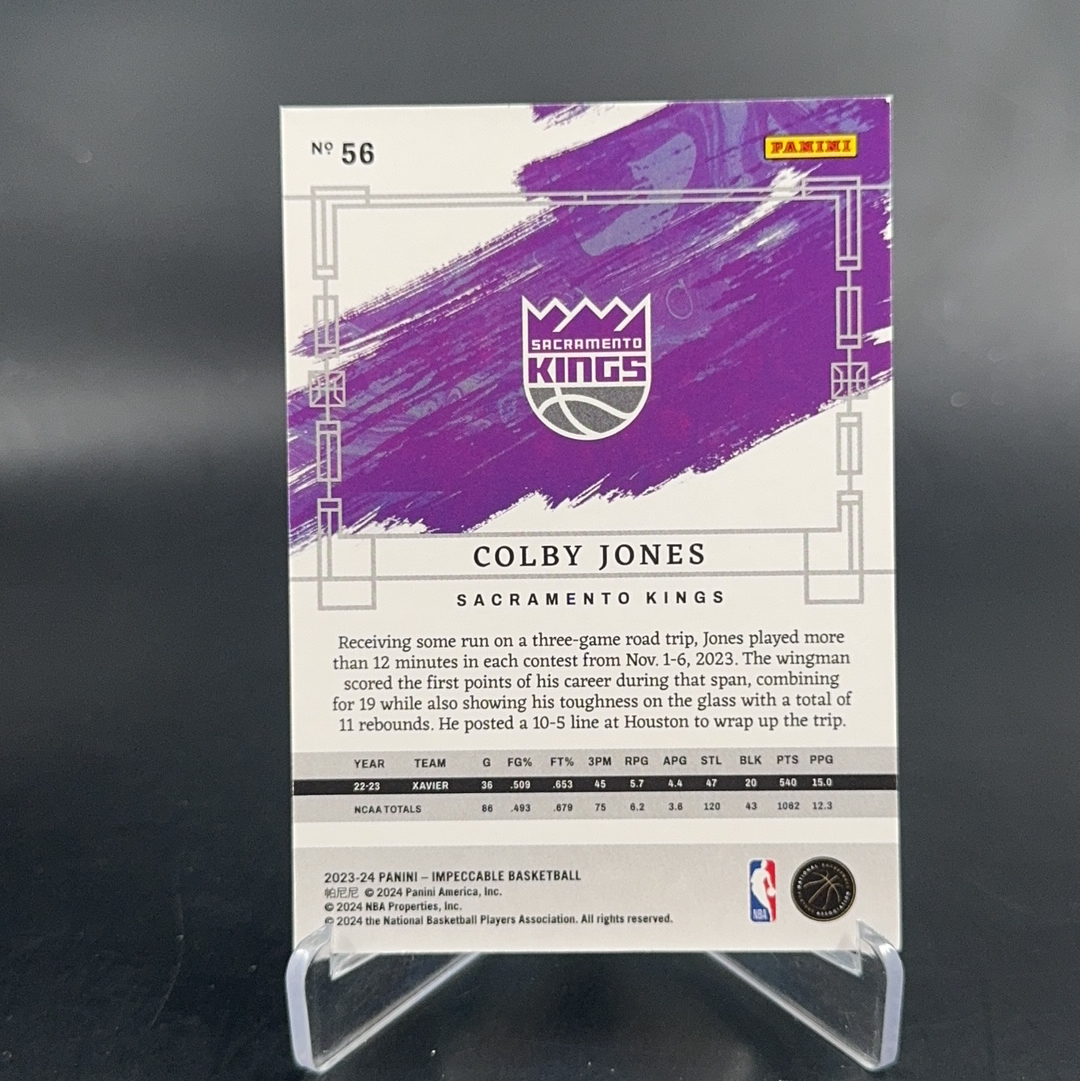 Nº 56
PANINI
SACRAMENTO
KINGS
COLBY JONES
SACRAMENTO KINGS
Receiving some run on a three-game road trip, Jones played more
than 12 minutes in each contest from Nov. 1-6, 2023. The wingman
scored the first points of his career during that span, combining
for 19 while also showing his toughness on the glass with a total of
11 rebounds. He posted a 10-5 line at Houston to wrap up the trip.
YEAR TEAM G FG% FT% 3PM RPG APG STL BLK PTS PPG
22-23 XAVIER 36 .509 .653 45 5.7 4.4 47 20 540 15.0
NCAA TOTALS 86 .493 .679 75 6.2 3.6 120 43 1062 12.3
2023-24 PANINI – IMPECCABLE BASKETBALL
帕尼尼 © 2024 Panini America, Inc.
© 2024 NBA Properties, Inc.
© 2024 the National Basketball Players Association. All rights reserved.
NBA